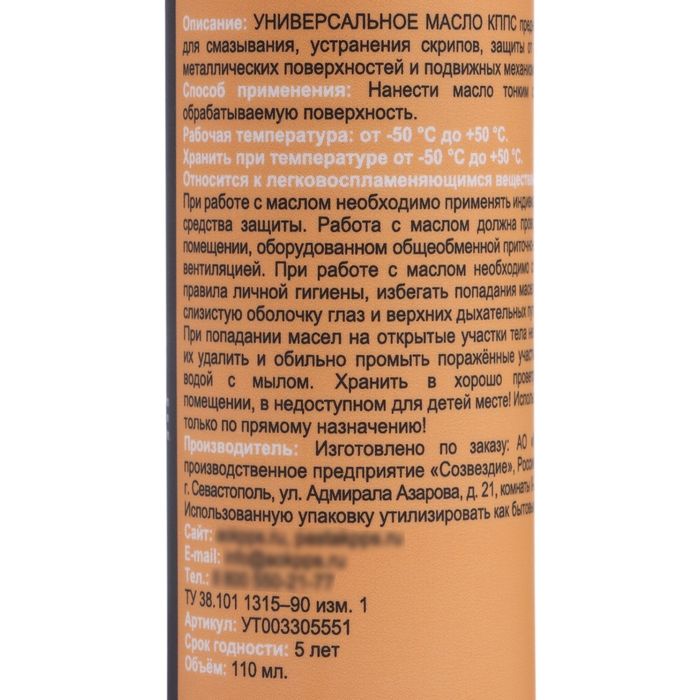 Описание: УНИВЕРСАЛЬНОЕ МАСЛО КППС
для смазывания, устранения скрипов, защиты от
металлических поверхностей и подвижных
Способ применения: Нанести масло тонким
обрабатываемую поверхность.
Рабочая температура: от -50 °C до +50 °C.
Хранить при температуре от -50 °C до +50 °C.
Относится к легковоспламеняющимся
При работе с маслом необходимо применять
средства защиты. Работа с маслом должна
помещении, оборудованном общеобменной
вентиляцией. При работе с маслом необходимо
правила личной гигиены, избегать попадания
слизистую оболочку глаз и верхних дыхательных
При попадании масел на открытые участки тела
их удалить и обильно промыть поражённые
водой с мылом. Хранить в хорошо
помещении, в недоступном для детей месте!
только по прямому назначению!
Производитель: Изготовлено по заказу: АО
производственное предприятие «Созвездие»,
г. Севастополь, ул. Адмирала Азарова, д. 21, комнаты
Использованную упаковку утилизировать как
Сайт:
E-mail:
Тел.:
ТУ 38.101 1315–90 изм. 1
Артикул: УТ003305551
Срок годности: 5 лет
Объём: 110 мл.